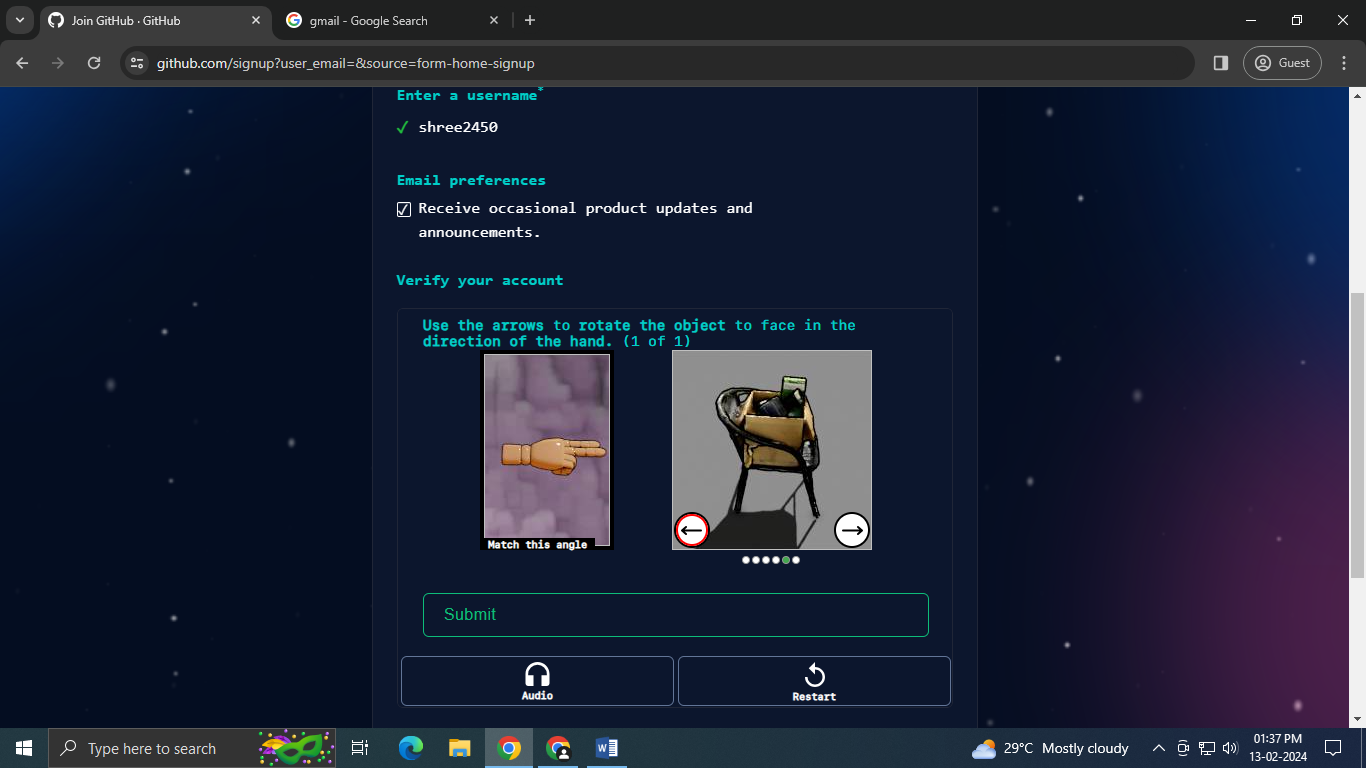 Join GitHub · GitHub
gmail - Google Search
github.com/signup?user_email=&source=form-home-signup
Guest
Enter a username*
✓ shree2450
Email preferences
Receive occasional product updates and
announcements.
Verify your account
Use the arrows to rotate the object to face in the
direction of the hand. (1 of 1)
Match this angle
Submit
Audio
Restart
Type here to search
29°C Mostly cloudy
01:37 PM
13-02-2024